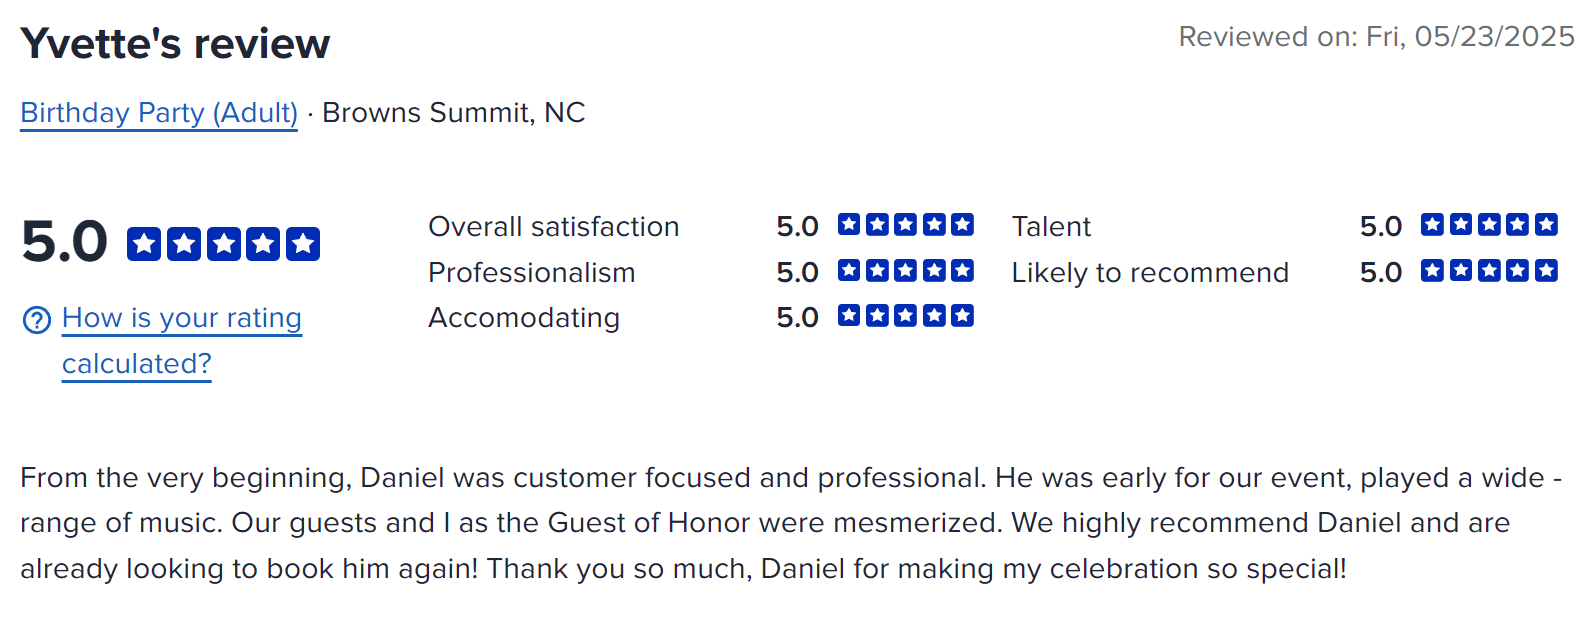 Yvette's review
Reviewed on: Fri, 05/23/2025
Birthday Party (Adult) · Browns Summit, NC
5.0
How is your rating
calculated?
Overall satisfaction 5.0
Professionalism 5.0
Accomodating 5.0
Talent 5.0
Likely to recommend 5.0
From the very beginning, Daniel was customer focused and professional. He was early for our event, played a wide -
range of music. Our guests and I as the Guest of Honor were mesmerized. We highly recommend Daniel and are
already looking to book him again! Thank you so much, Daniel for making my celebration so special!